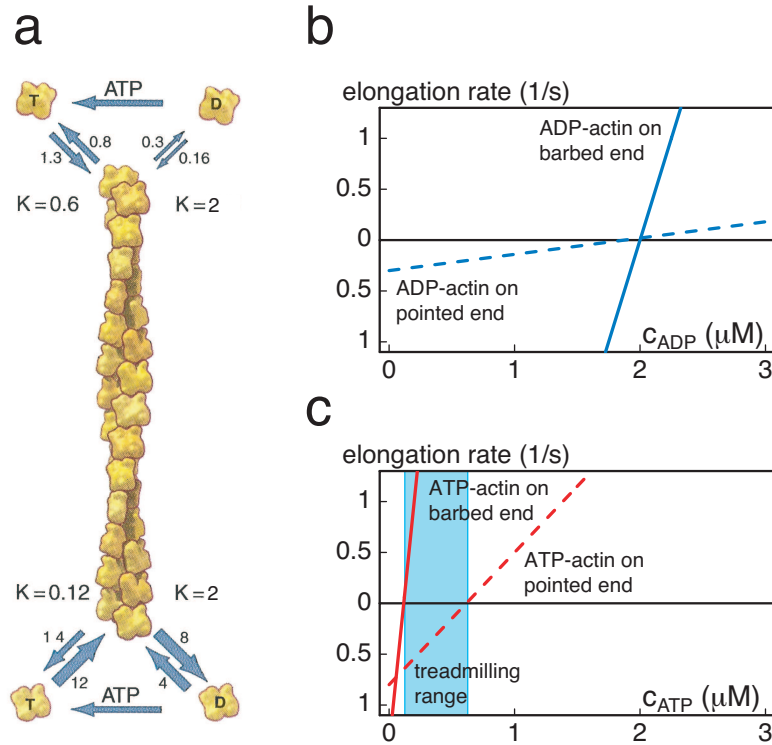 a
ATP
T
D
0.8
0.3
1.3
0.16
K=0.6
K=2
K=0.12
K=2
1 4
8
12
4
T
ATP
D
b
elongation rate (1/s)
1
ADP-actin on
barbed end
0.5
0
0.5
ADP-actin on
pointed end
1
cADP (μM)
0
1
2
3
c
elongation rate (1/s)
1
ATP-actin on
barbed end
0.5
ATP-actin on
pointed end
0
0.5
treadmilling
range
1
cATP (μM)
0
1
2
3